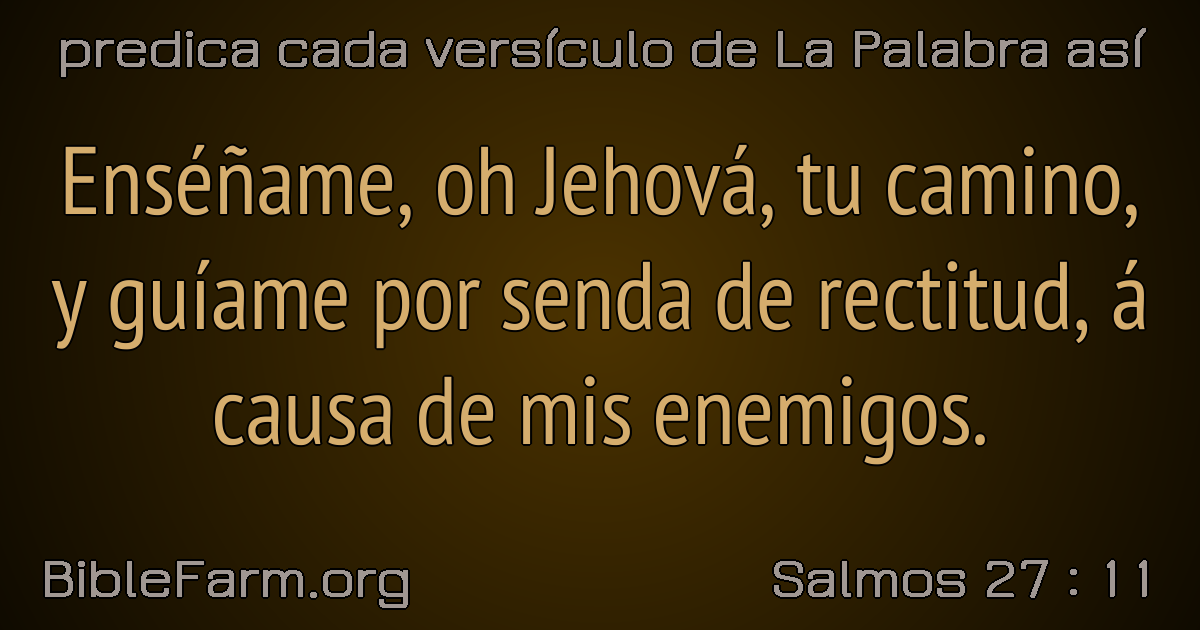 predica cada versículo de La Palabra así
Enséñame, oh Jehová, tu camino,
y guíame por senda de rectitud, á
causa de mis enemigos.
BibleFarm.org
Salmos 27 : 11